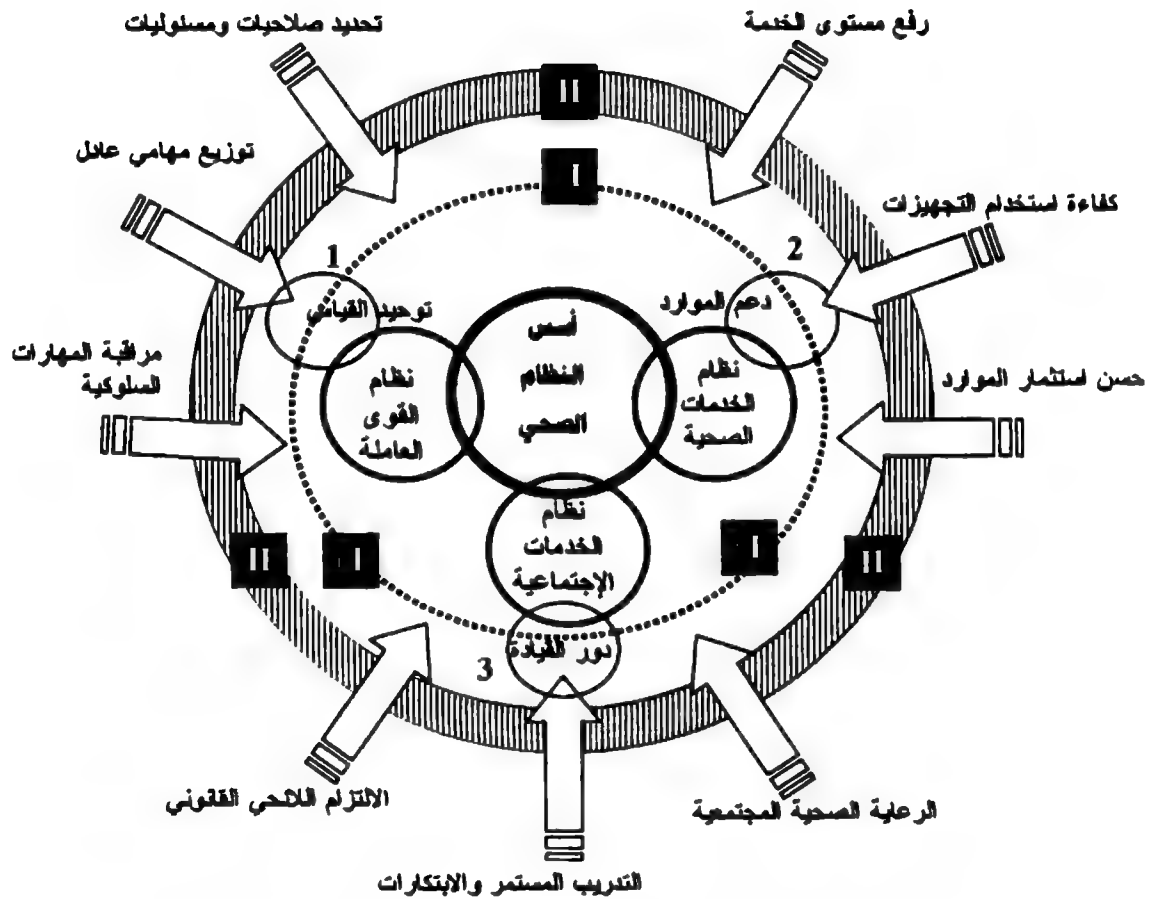 رفع مستوى الخدمة
تحديد صلاحيات ومسئوليات
II
I
توزيع مهامي عادل
كفاءة استخدام التجهيزات
2
1
دعم الموارد
توحيد القياس
أسس
النظام
الصحي
نظام
الخدمات
الصحية
نظام
القوى
العاملة
حسن استثمار الموارد
مراقبة المهارات
السلوكية
نظام
الخدمات
الإجتماعية
I
II
I
II
دور القيادة
3
الرعاية الصحية المجتمعية
الالتزام اللائحي القانوني
التدريب المستمر والابتكارات